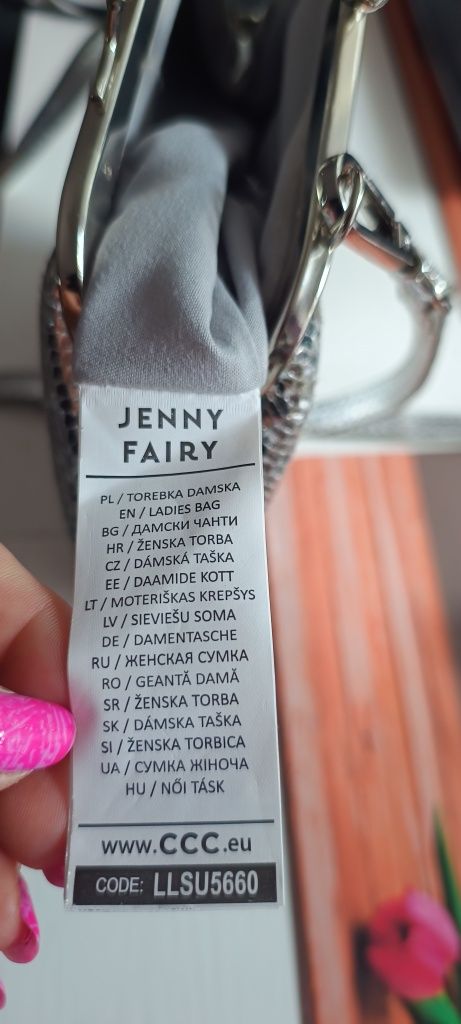 JENNY
FAIRY
PL / TOREBKA DAMSKA
EN / LADIES BAG
BG / ДАМСКИ ЧАНТИ
HR / ŽENSKA TORBA
CZ / DÁMSKÁ TAŠKA
EE / DAAMIDE KOTT
LT / MOTERIŠKAS KREPŠYS
LV / SIEVIEŠU SOMA
DE / DAMENTASCHE
RU / ЖЕНСКАЯ СУМКА
RO / GEANTĂ DAMĂ
SR / ŽENSKA TORBA
SK / DÁMSKA TAŠKA
SI / ŽENSKA TORBICA
UA / СУМКА ЖІНОЧА
HU / NŐI TÁSK
www.CCC.eu
CODE: LLSU5660